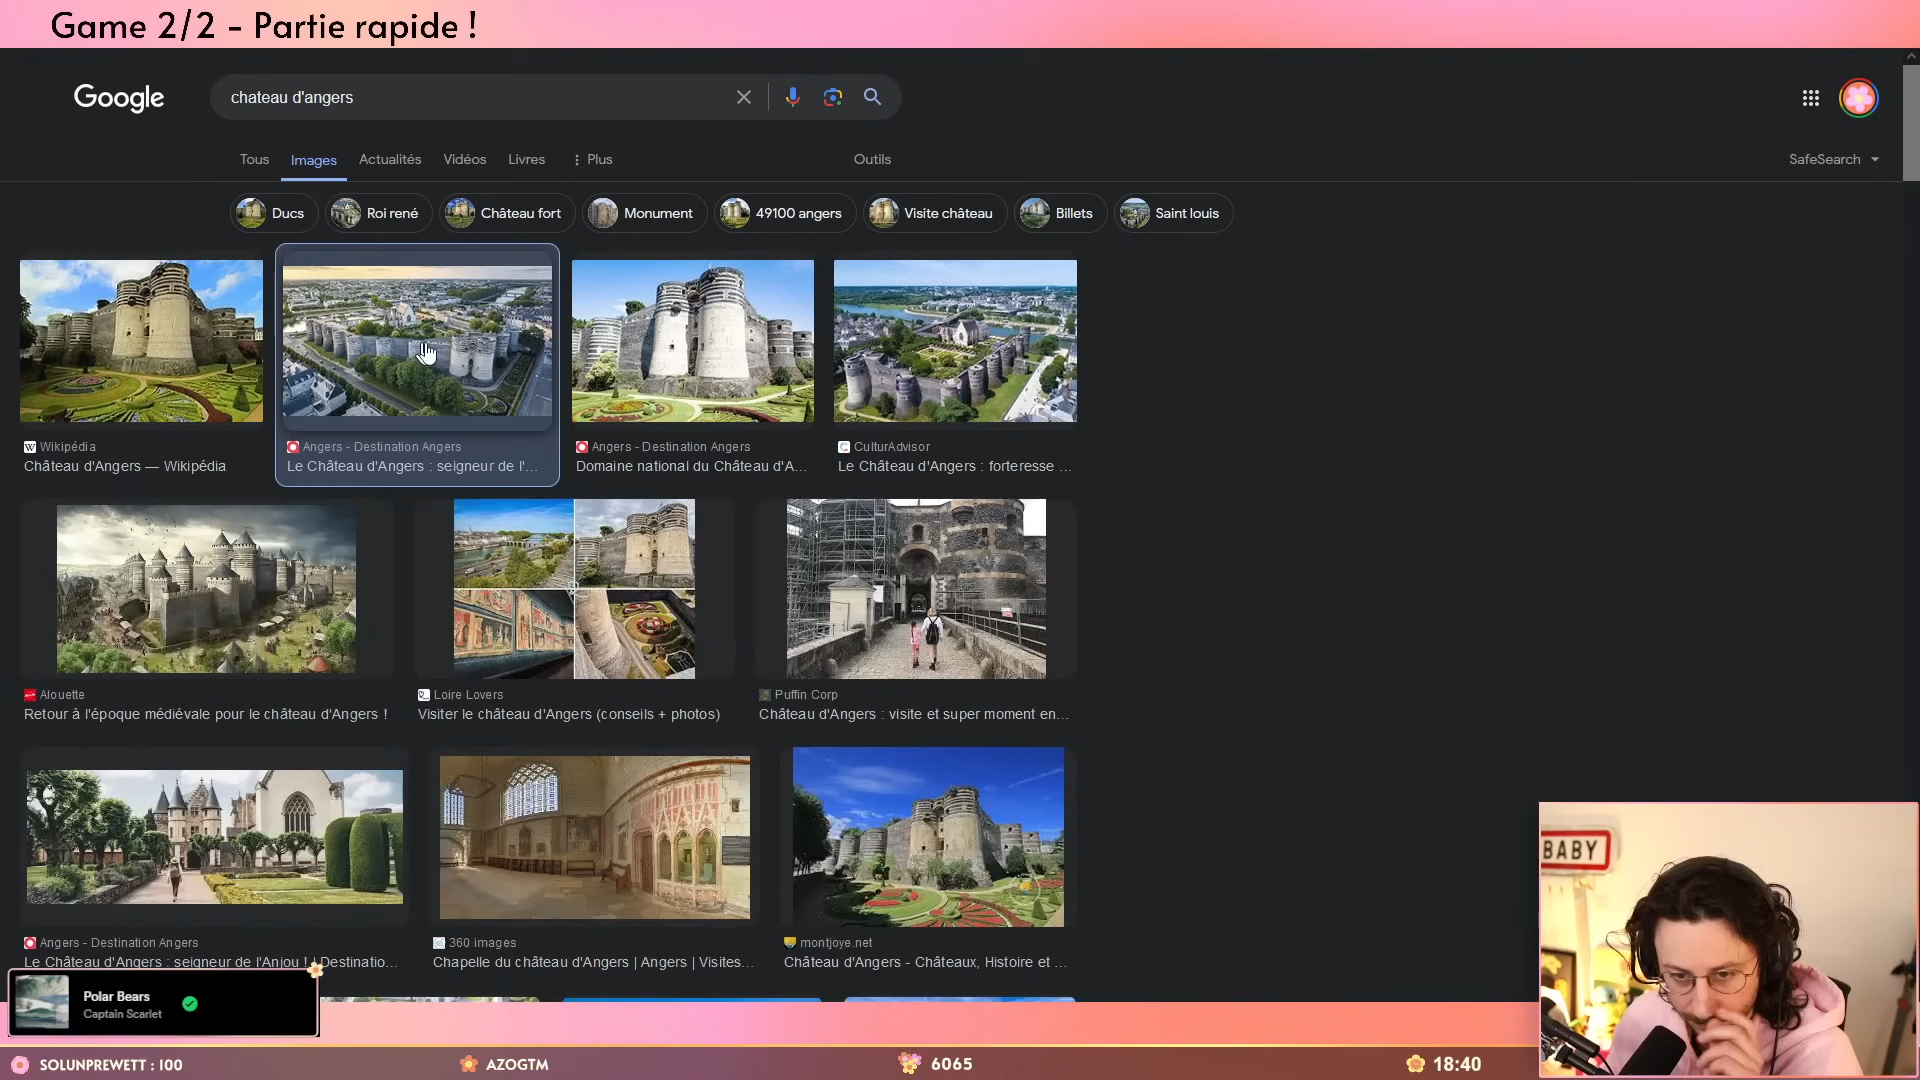 Game 2/2 - Partie rapide !
Google
chateau d'angers
Tous
Images
Actualités
Vidéos
Livres
Plus
Outils
SafeSearch
Ducs
Roi rené
Château fort
Monument
49100 angers
Visite château
Billets
Saint louis
Wikipédia
Château d'Angers — Wikipédia
Angers - Destination Angers
Le Château d'Angers : seigneur de l'...
Angers - Destination Angers
Domaine national du Château d'A...
CulturAdvisor
Le Château d'Angers : forteresse ...
Alouette
Retour à l'époque médiévale pour le château d'Angers !
Loire Lovers
Visiter le château d'Angers (conseils + photos)
Puffin Corp
Château d'Angers : visite et super moment en...
Angers - Destination Angers
Le Château d'Angers : seigneur de l'Anjou ! | Destinatio...
360 images
Chapelle du château d'Angers | Angers | Visites...
montjoye.net
Château d'Angers - Châteaux, Histoire et ...
BABY
Polar Bears
Captain Scarlet
SOLUNPREWETT : 100
AZOGTM
6065
18:40